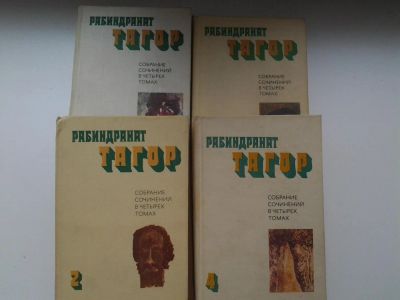 РАБИНДРАНАТ
ТАГОР
СОБРАНИЕ
СОЧИНЕНИЙ
В ЧЕТЫРЕХ
ТОМАХ
РАБИНДРАНАТ
ТАГОР
СОБРАНИЕ
СОЧИНЕНИЙ
В ЧЕТЫРЕХ
ТОМАХ
РАБИНДРАНАТ
ТАГОР
СОБРАНИЕ
СОЧИНЕНИЙ
В ЧЕТЫРЕХ
ТОМАХ
2
РАБИНДРАНАТ
ТАГОР
СОБРАНИЕ
СОЧИНЕНИЙ
В ЧЕТЫРЕХ
ТОМАХ
4